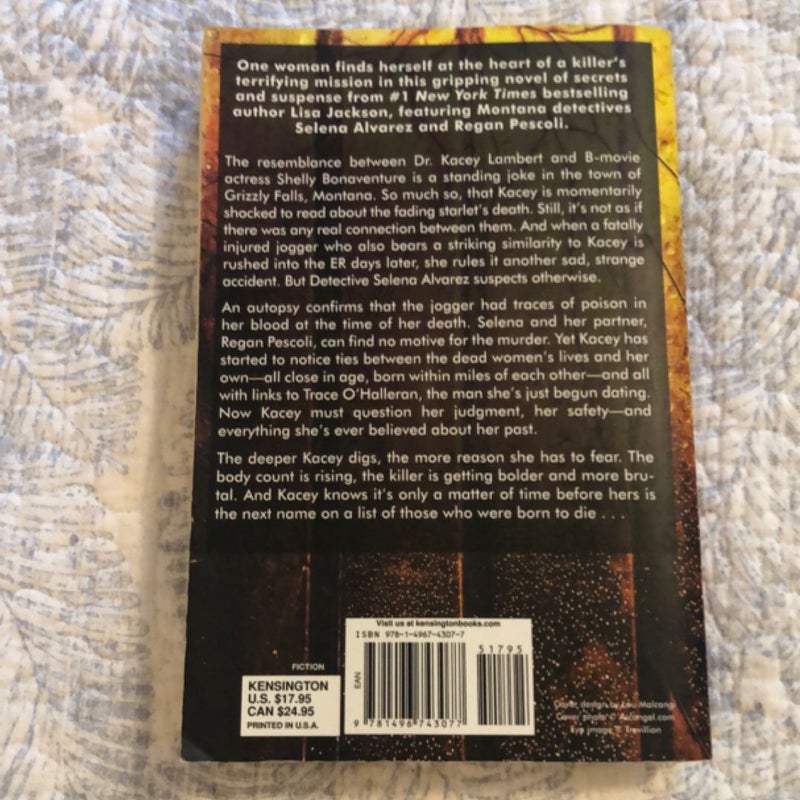 One woman finds herself at the heart of a killer's
terrifying mission in this gripping novel of secrets
and suspense from #1 New York Times bestselling
author Lisa Jackson, featuring Montana detectives
Selena Alvarez and Regan Pescoli.
The resemblance between Dr. Kacey Lambert and B-movie
actress Shelly Bonaventure is a standing joke in the town of
Grizzly Falls, Montana. So much so, that Kacey is momentarily
shocked to read about the fading starlet's death. Still, it's not as if
there was any real connection between them. And when a fatally
injured jogger who also bears a striking similarity to Kacey is
rushed into the ER days later, she rules it another sad, strange
accident. But Detective Selena Alvarez suspects otherwise.
An autopsy confirms that the jogger had traces of poison in
her blood at the time of her death. Selena and her partner,
Regan Pescoli, can find no motive for the murder. Yet Kacey has
started to notice ties between the dead women's lives and her
own—all close in age, born within miles of each other—and all
with links to Trace O'Halleran, the man she's just begun dating.
Now Kacey must question her judgment, her safety—and
everything she's ever believed about her past.
The deeper Kacey digs, the more reason she has to fear. The
body count is rising, the killer is getting bolder and more bru-
tal. And Kacey knows it's only a matter of time before hers is
the next name on a list of those who were born to die . . .
Visit us at kensingtonbooks.com
ISBN 978-1-4967-4307-7
51795
EAN
9 781496 743077
FICTION
KENSINGTON
U.S. $17.95
CAN $24.95
PRINTED IN U.S.A.
Cover design by Lou Malcangi
Cover photo © Arcangel.com
Eye image © Trevillion